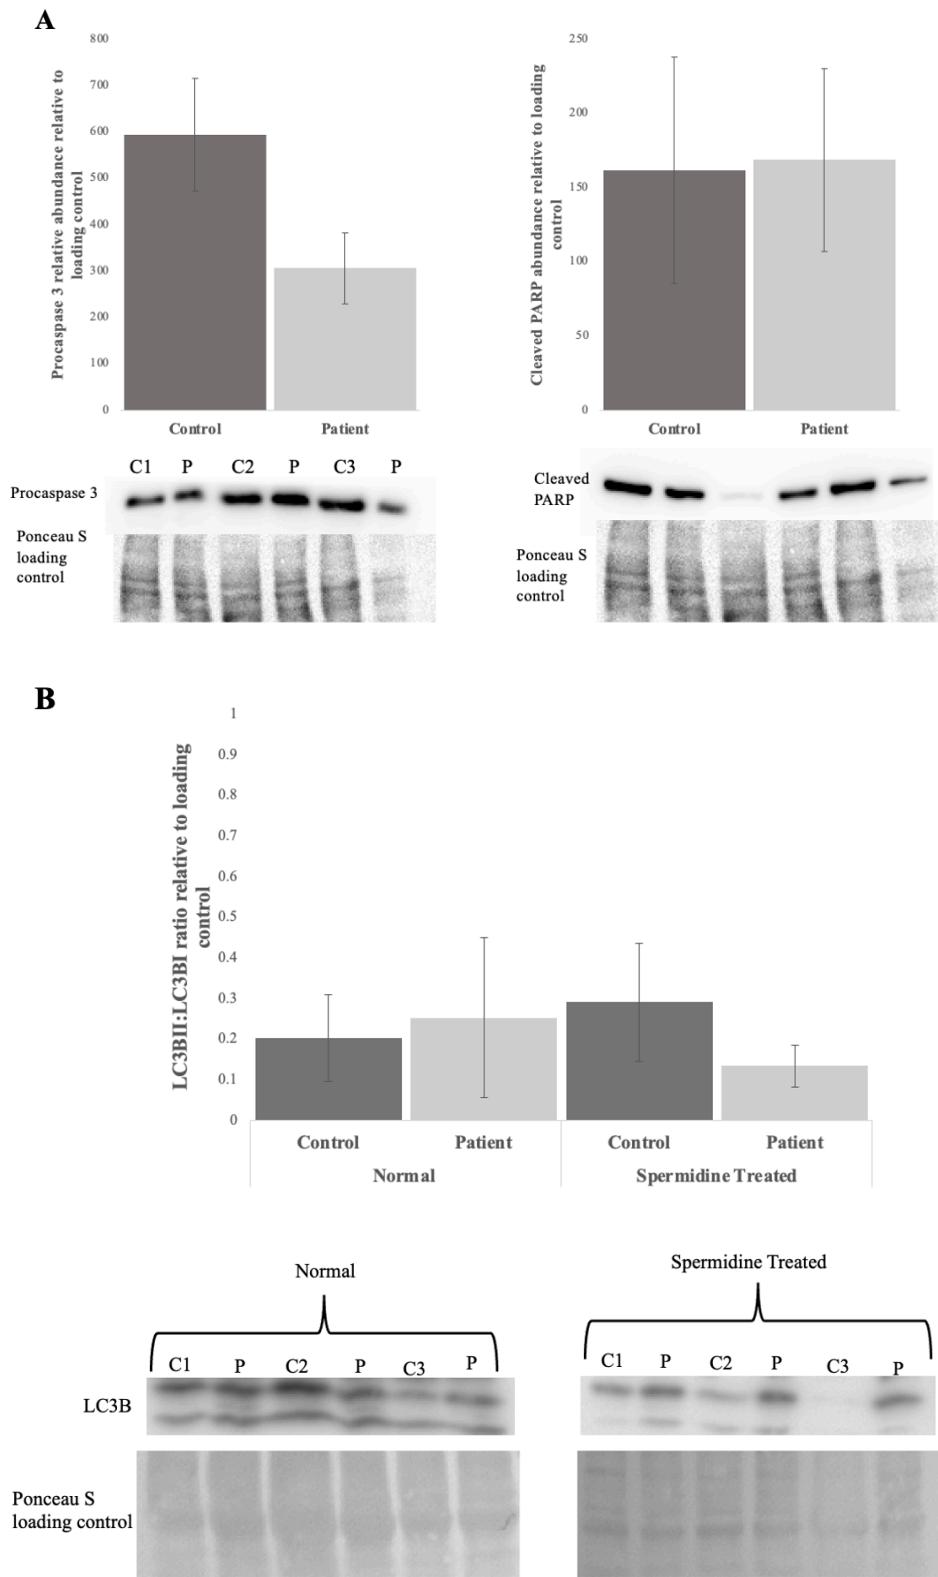 A
800
700
600
500
400
300
200
100
0
Procaspase 3 relative abundance relative to
loading control
Control Patient
250
200
150
100
50
0
Cleaved PARP abundance relative to loading
control
Control Patient
C1 P C2 P C3 P
Procaspase 3
Ponceau S
loading
control
Cleaved
PARP
Ponceau S
loading
control
B
1
0.9
0.8
0.7
0.6
0.5
0.4
0.3
0.2
0.1
0
LC3BII:LC3BI ratio relative to loading
control
Control Patient Control Patient
Normal Spermidine Treated
Normal
Spermidine Treated
C1 P C2 P C3 P
C1 P C2 P C3 P
LC3B
Ponceau S
loading control